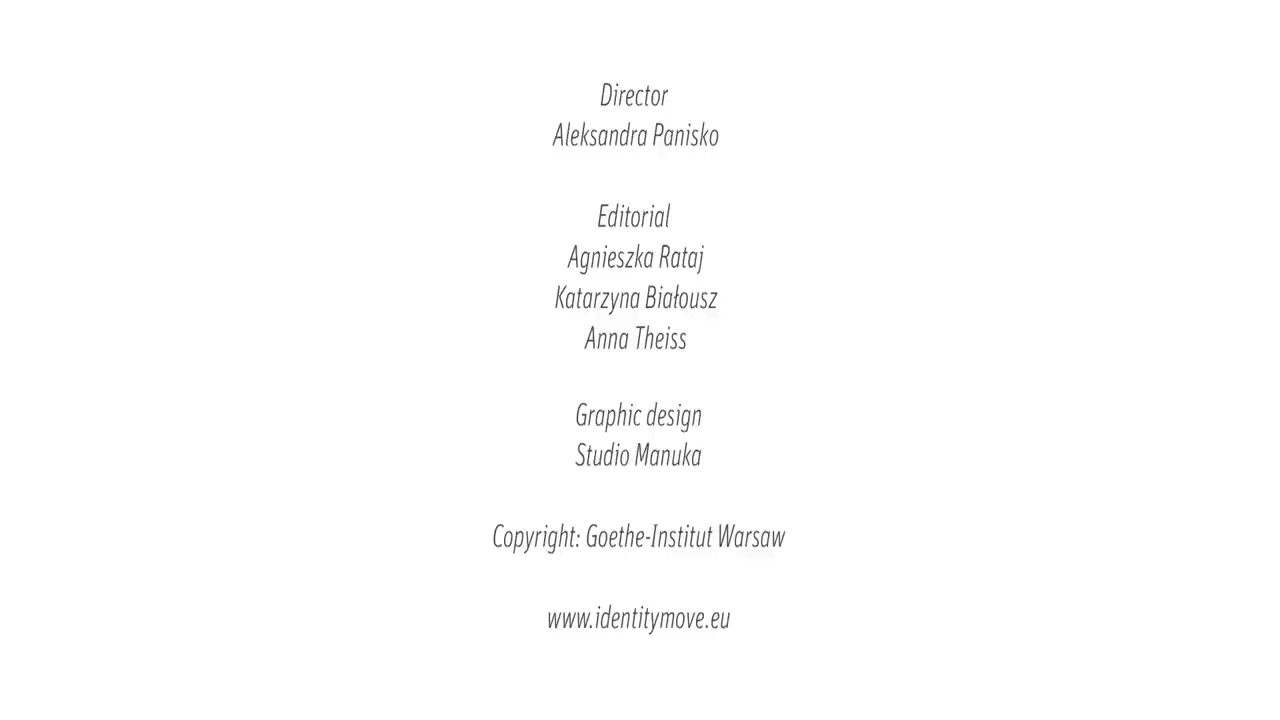 Director
Aleksandra Panisko
Editorial
Agnieszka Rataj
Katarzyna Białousz
Anna Theiss
Graphic design
Studio Manuka
Copyright: Goethe-Institut Warsaw
www.identitymove.eu